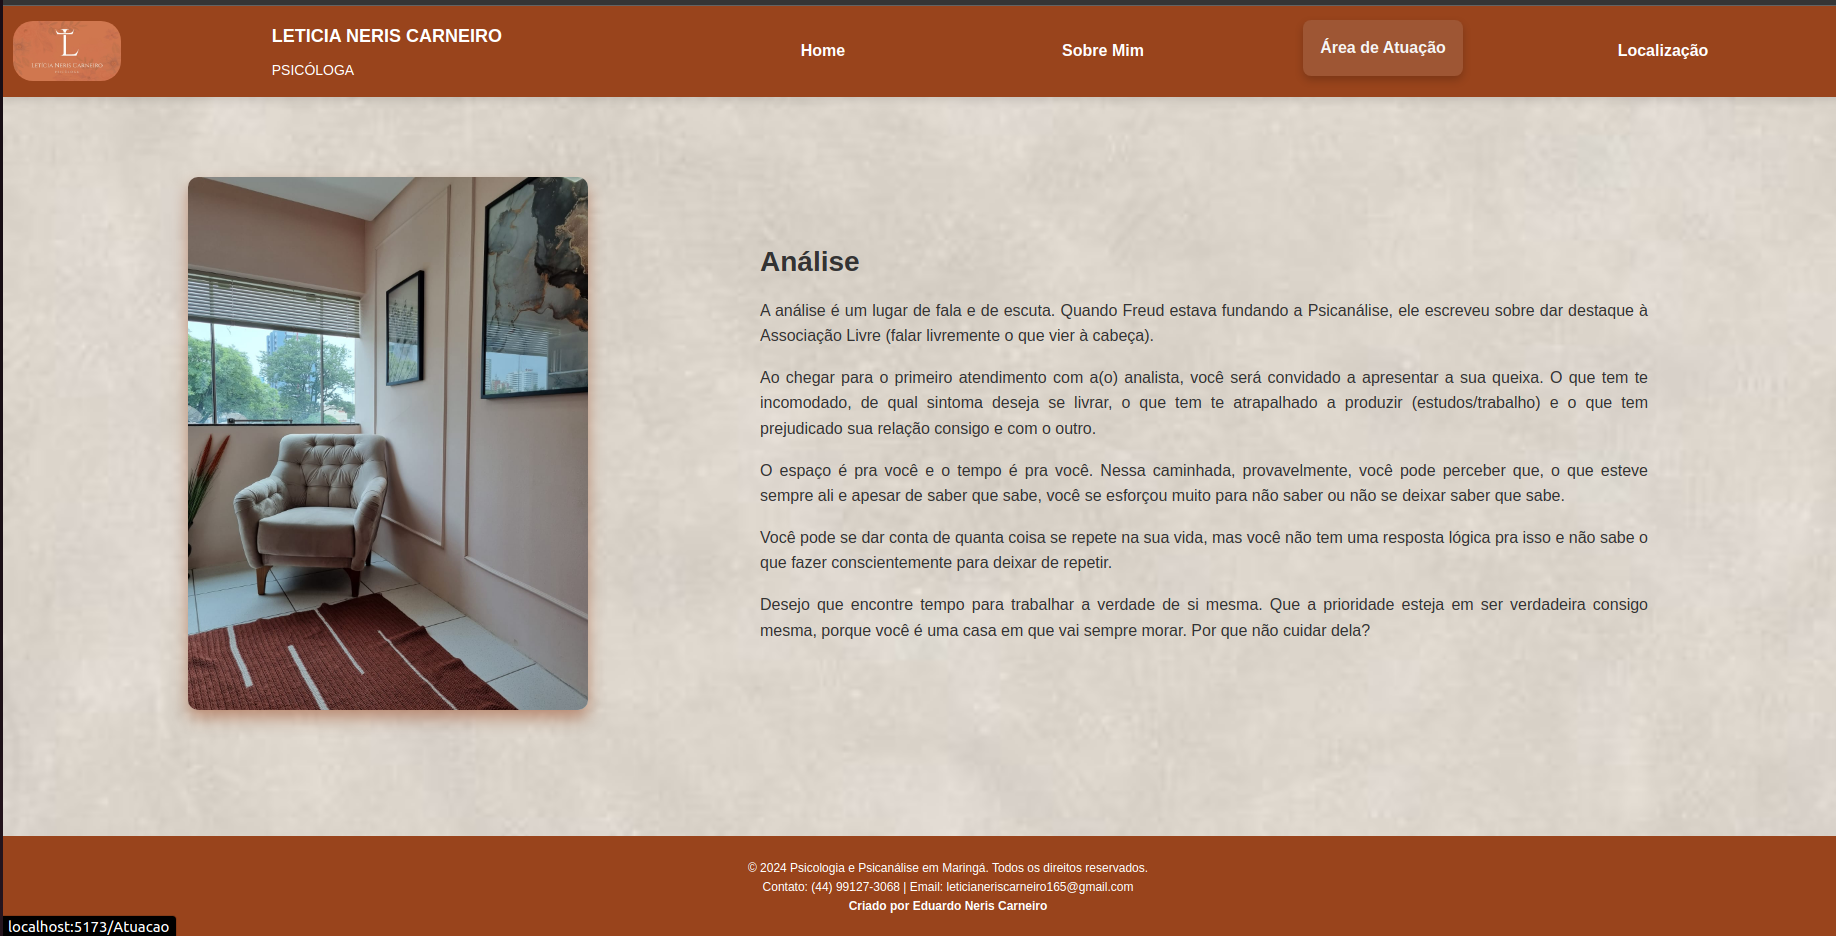 LETICIA NERIS CARNEIRO
LETICIA NERIS CARNEIRO
PSICÓLOGA
Home
Sobre Mim
Área de Atuação
Localização
Análise
A análise é um lugar de fala e de escuta. Quando Freud estava fundando a Psicanálise, ele escreveu sobre dar destaque à
Associação Livre (falar livremente o que vier à cabeça).
Ao chegar para o primeiro atendimento com a(o) analista, você será convidado a apresentar a sua queixa. O que tem te
incomodado, de qual sintoma deseja se livrar, o que tem te atrapalhado a produzir (estudos/trabalho) e o que tem
prejudicado sua relação consigo e com o outro.
O espaço é pra você e o tempo é pra você. Nessa caminhada, provavelmente, você pode perceber que, o que esteve
sempre ali e apesar de saber que sabe, você se esforçou muito para não saber ou não se deixar saber que sabe.
Você pode se dar conta de quanta coisa se repete na sua vida, mas você não tem uma resposta lógica pra isso e não sabe o
que fazer conscientemente para deixar de repetir.
Desejo que encontre tempo para trabalhar a verdade de si mesma. Que a prioridade esteja em ser verdadeira consigo
mesma, porque você é uma casa em que vai sempre morar. Por que não cuidar dela?
© 2024 Psicologia e Psicanálise em Maringá. Todos os direitos reservados.
Contato: (44) 99127-3068 | Email: leticianeriscarneiro165@gmail.com
Criado por Eduardo Neris Carneiro
localhost:5173/Atuacao